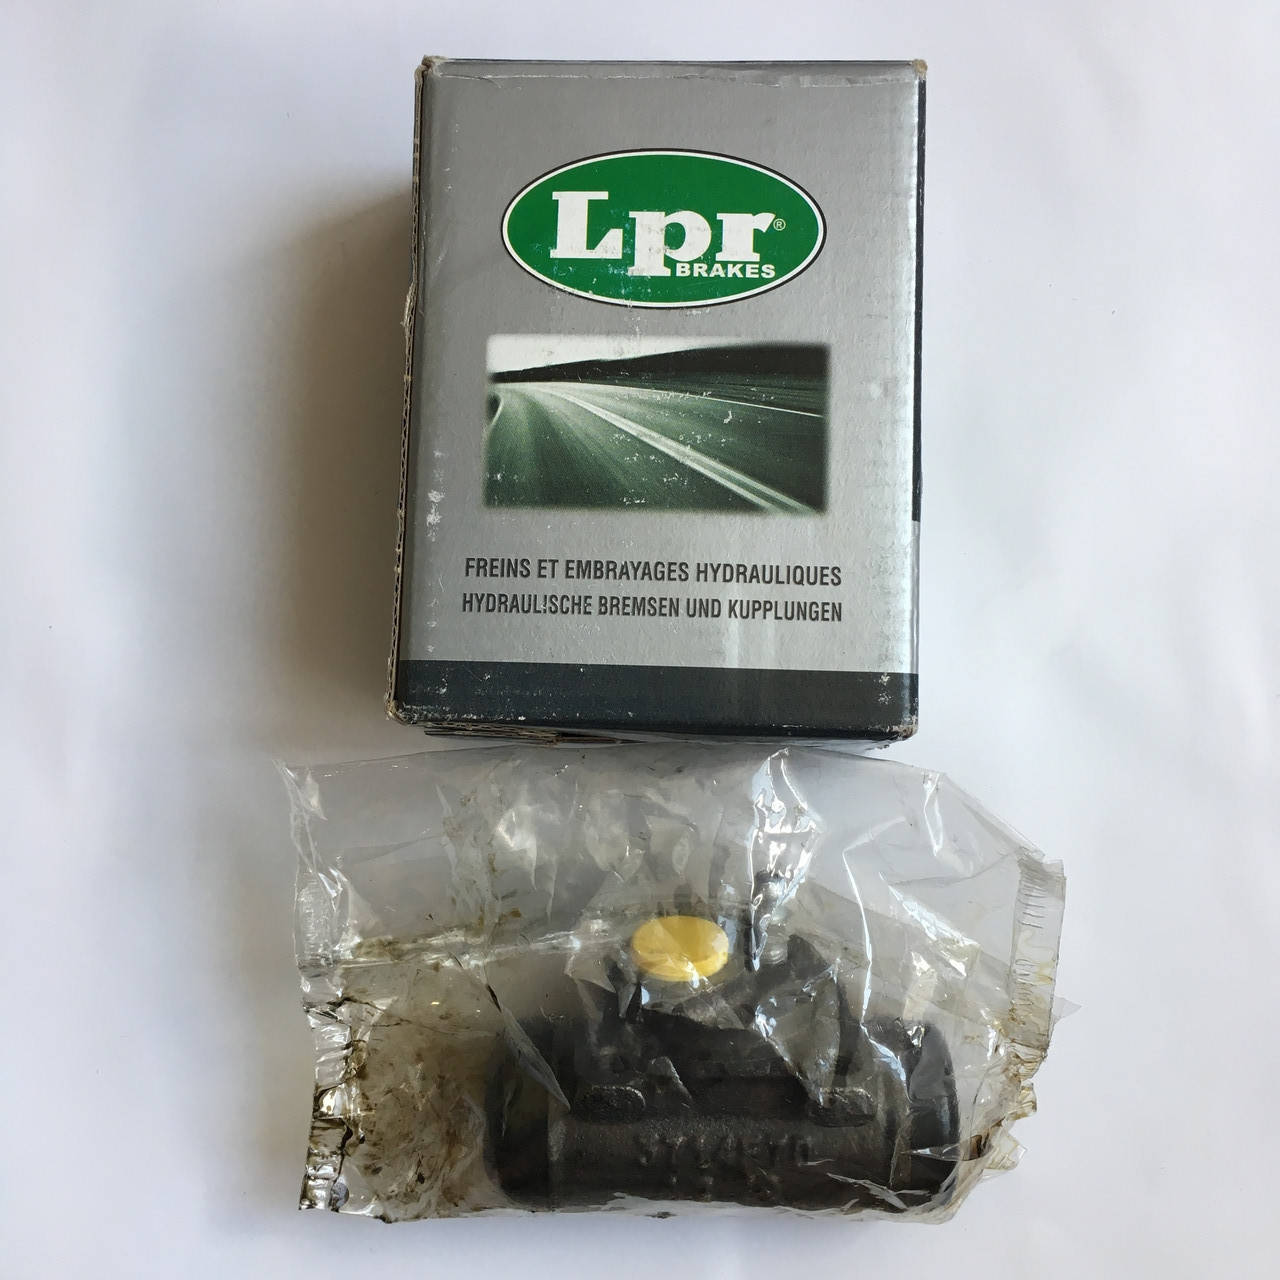 Lpr®
BRAKES
FREINS ET EMBRAYAGES HYDRAULIQUES
HYDRAULISCHE BREMSEN UND KUPPLUNGEN